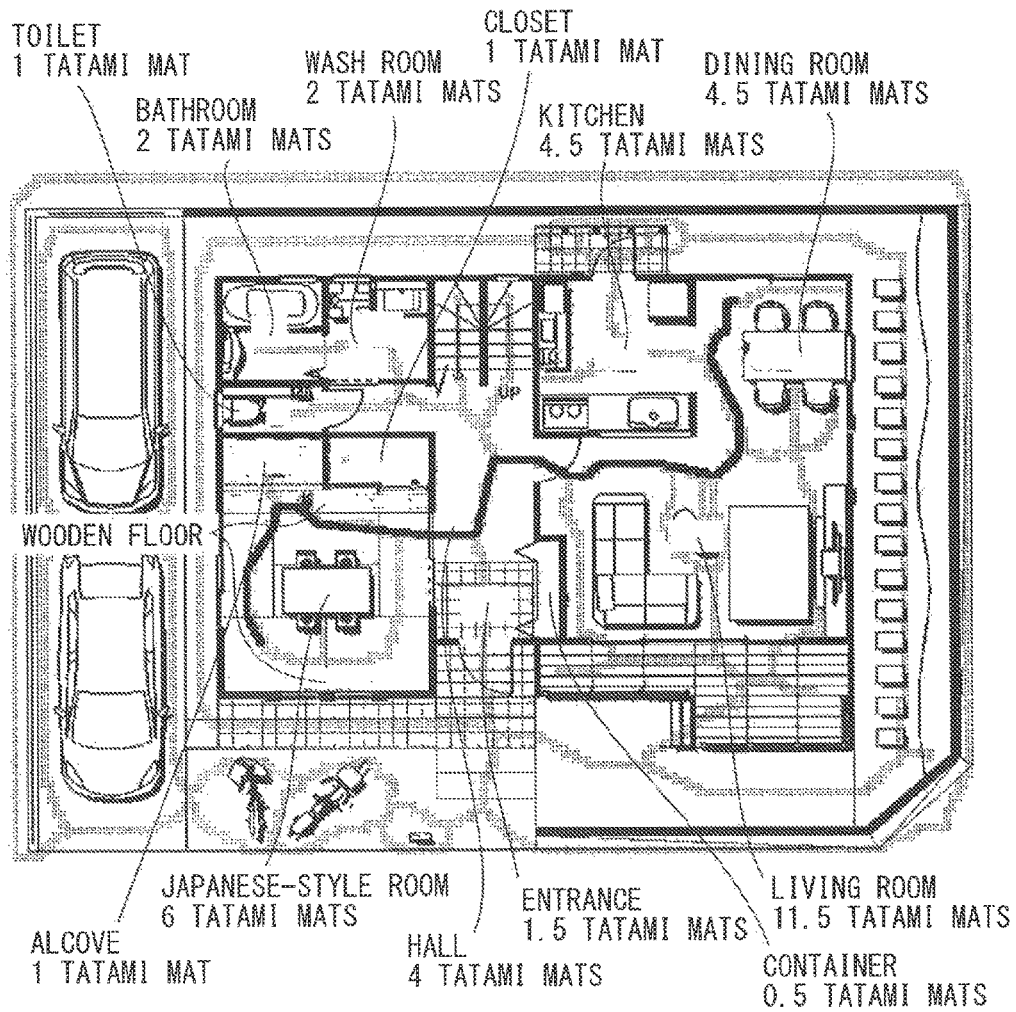 TOILET
1 TATAMI MAT
BATHROOM
2 TATAMI MATS
WASH ROOM
2 TATAMI MATS
CLOSET
1 TATAMI MAT
KITCHEN
4.5 TATAMI MATS
DINING ROOM
4.5 TATAMI MATS
UP
WOODEN FLOOR
JAPANESE-STYLE ROOM
6 TATAMI MATS
ALCOVE
1 TATAMI MAT
HALL
4 TATAMI MATS
ENTRANCE
1.5 TATAMI MATS
LIVING ROOM
11.5 TATAMI MATS
CONTAINER
0.5 TATAMI MATS